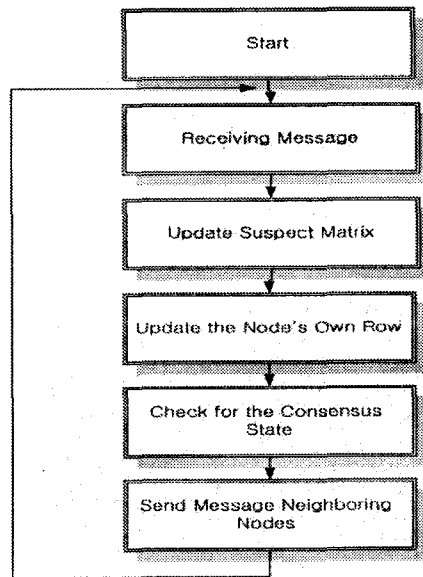 Start
Receiving Message
Update Suspect Matrix
Update the Node's Own Row
Check for the Consensus
State
Send Message Neighboring
Nodes